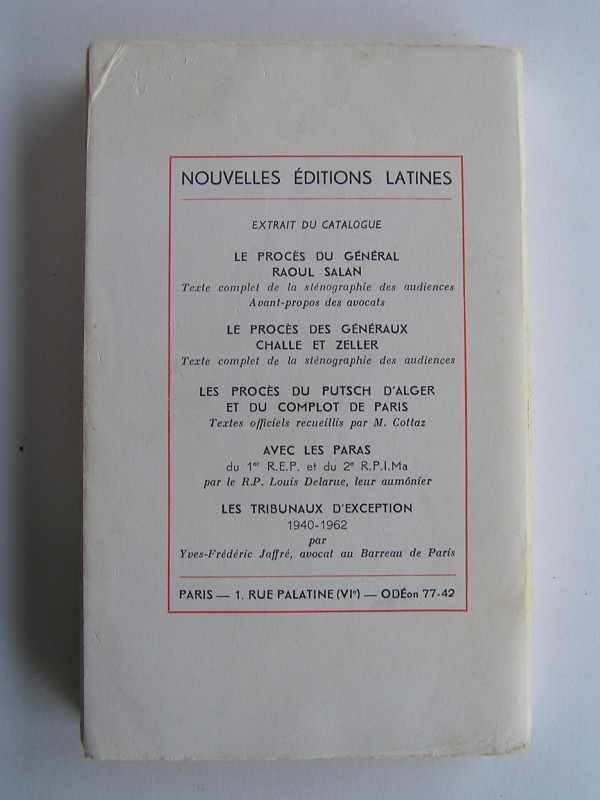 NOUVELLES ÉDITIONS LATINES
EXTRAIT DU CATALOGUE
LE PROCÈS DU GÉNÉRAL
RAOUL SALAN
Texte complet de la sténographie des audiences
Avant-propos des avocats
LE PROCÈS DES GÉNÉRAUX
CHALLE ET ZELLER
Texte complet de la sténographie des audiences
LES PROCÈS DU PUTSCH D'ALGER
ET DU COMPLOT DE PARIS
Textes officiels recueillis par M. Cottaz
AVEC LES PARAS
du 1er R.E.P. et du 2e R.P.I.Ma
par le R.P. Louis Delarue, leur aumônier
LES TRIBUNAUX D'EXCEPTION
1940-1962
par
Yves-Frédéric Jaffré, avocat au Barreau de Paris
PARIS — 1. RUE PALATINE (VIe) — ODÉon 77-42